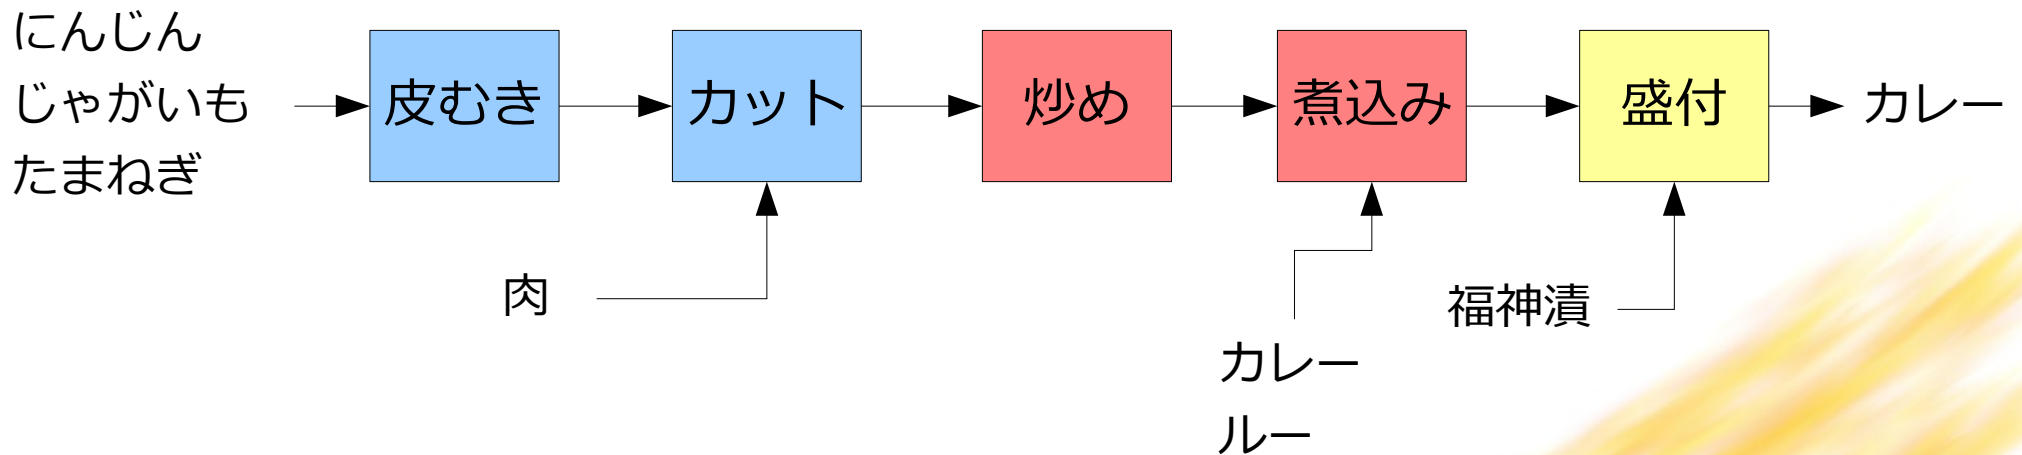 にんじん
じゃがいも
たまねぎ
皮むき
カット
炒め
煮込み
盛付
カレー
肉
カレー
ルー
福神漬